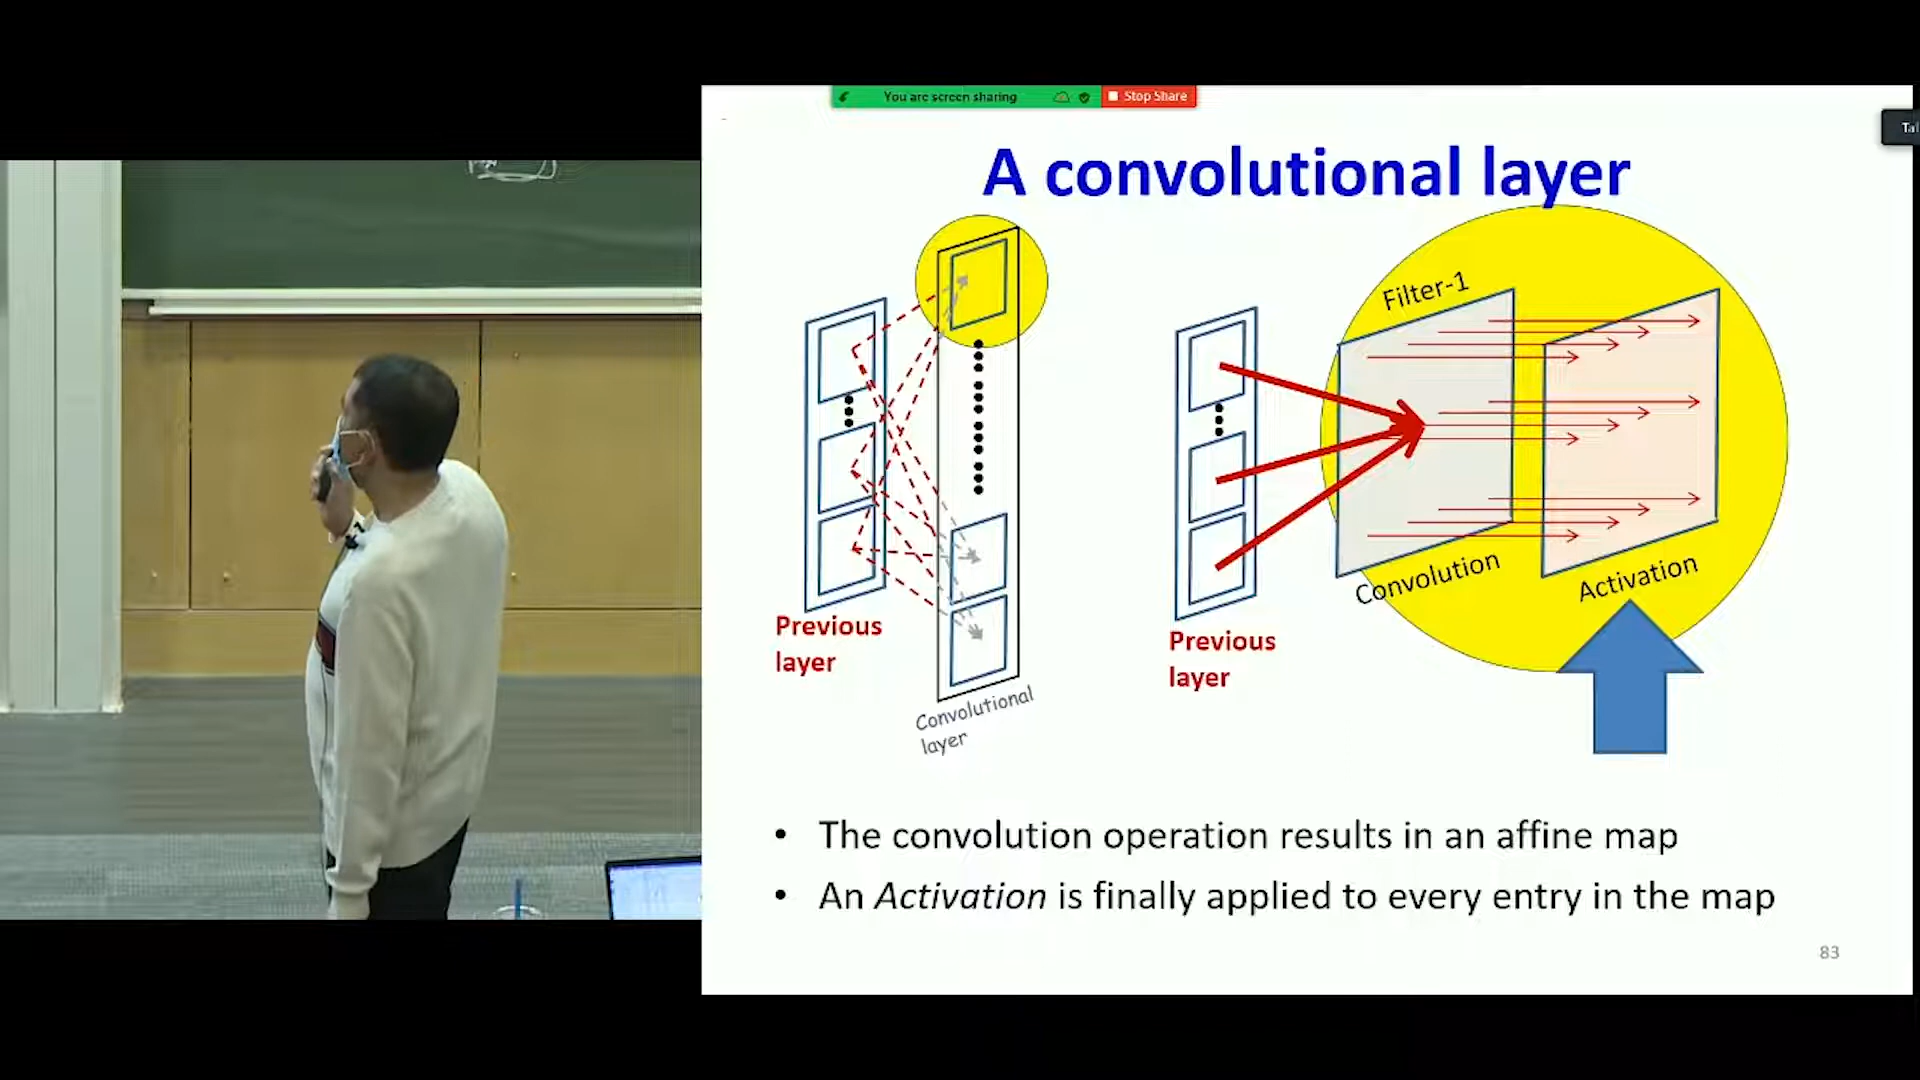 You are screen sharing
Stop Share
Tal
A convolutional layer
Filter-1
Convolution
Activation
Previous
layer
Previous
layer
Convolutional
layer
• The convolution operation results in an affine map
• An Activation is finally applied to every entry in the map
83